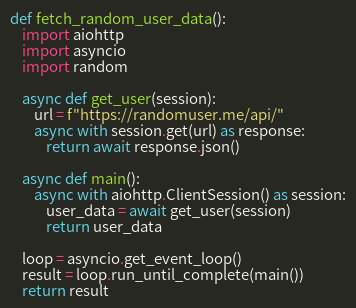 def fetch_random_user_data():
    import aiohttp
    import asyncio
    import random

    async def get_user(session):
        url = f"https://randomuser.me/api/"
        async with session.get(url) as response:
            return await response.json()

    async def main():
        async with aiohttp.ClientSession() as session:
            user_data = await get_user(session)
            return user_data

    loop = asyncio.get_event_loop()
    result = loop.run_until_complete(main())
    return result